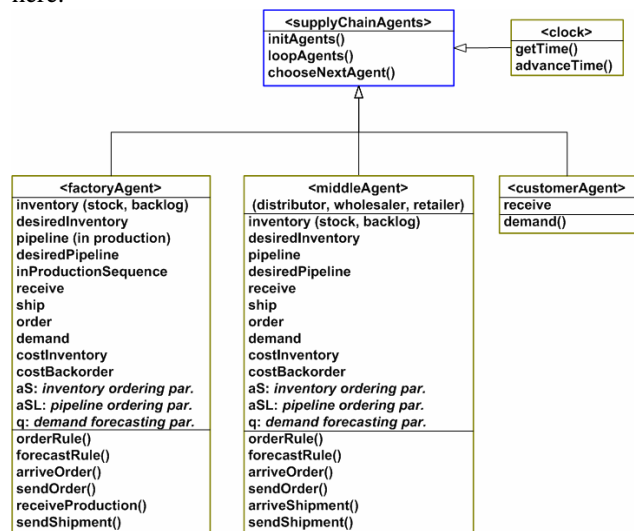 here.
<supplyChainAgents>
initAgents()
loopAgents()
chooseNextAgent()
<clock>
getTime()
advanceTime()
<factoryAgent>
inventory (stock, backlog)
desiredInventory
pipeline (in production)
desiredPipeline
inProductionSequence
receive
ship
order
demand
costInventory
costBackorder
aS: inventory ordering par.
aSL: pipeline ordering par.
q: demand forecasting par.
orderRule()
forecastRule()
arriveOrder()
sendOrder()
receiveProduction()
sendShipment()
<middleAgent>
(distributor, wholesaler, retailer)
inventory (stock, backlog)
desiredInventory
pipeline
desiredPipeline
receive
ship
order
demand
costInventory
costBackorder
aS: inventory ordering par.
aSL: pipeline ordering par.
q: demand forecasting par.
orderRule()
forecastRule()
arriveOrder()
sendOrder()
arriveShipment()
sendShipment()
<customerAgent>
receive
demand()